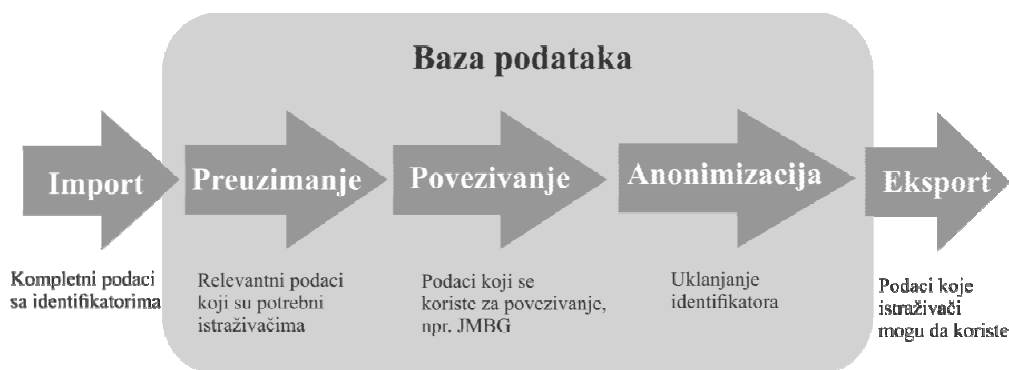 Baza podataka
Import
Preuzimanje
Povezivanje
Anonimizacija
Eksport
Kompletni podaci
sa identifikatorima
Relevantni podaci
koji su potrebni
istraživačima
Podaci koji se
koriste za povezivanje,
npr. JMBG
Uklanjanje
identifikatora
Podaci koje
istraživači
mogu da koriste